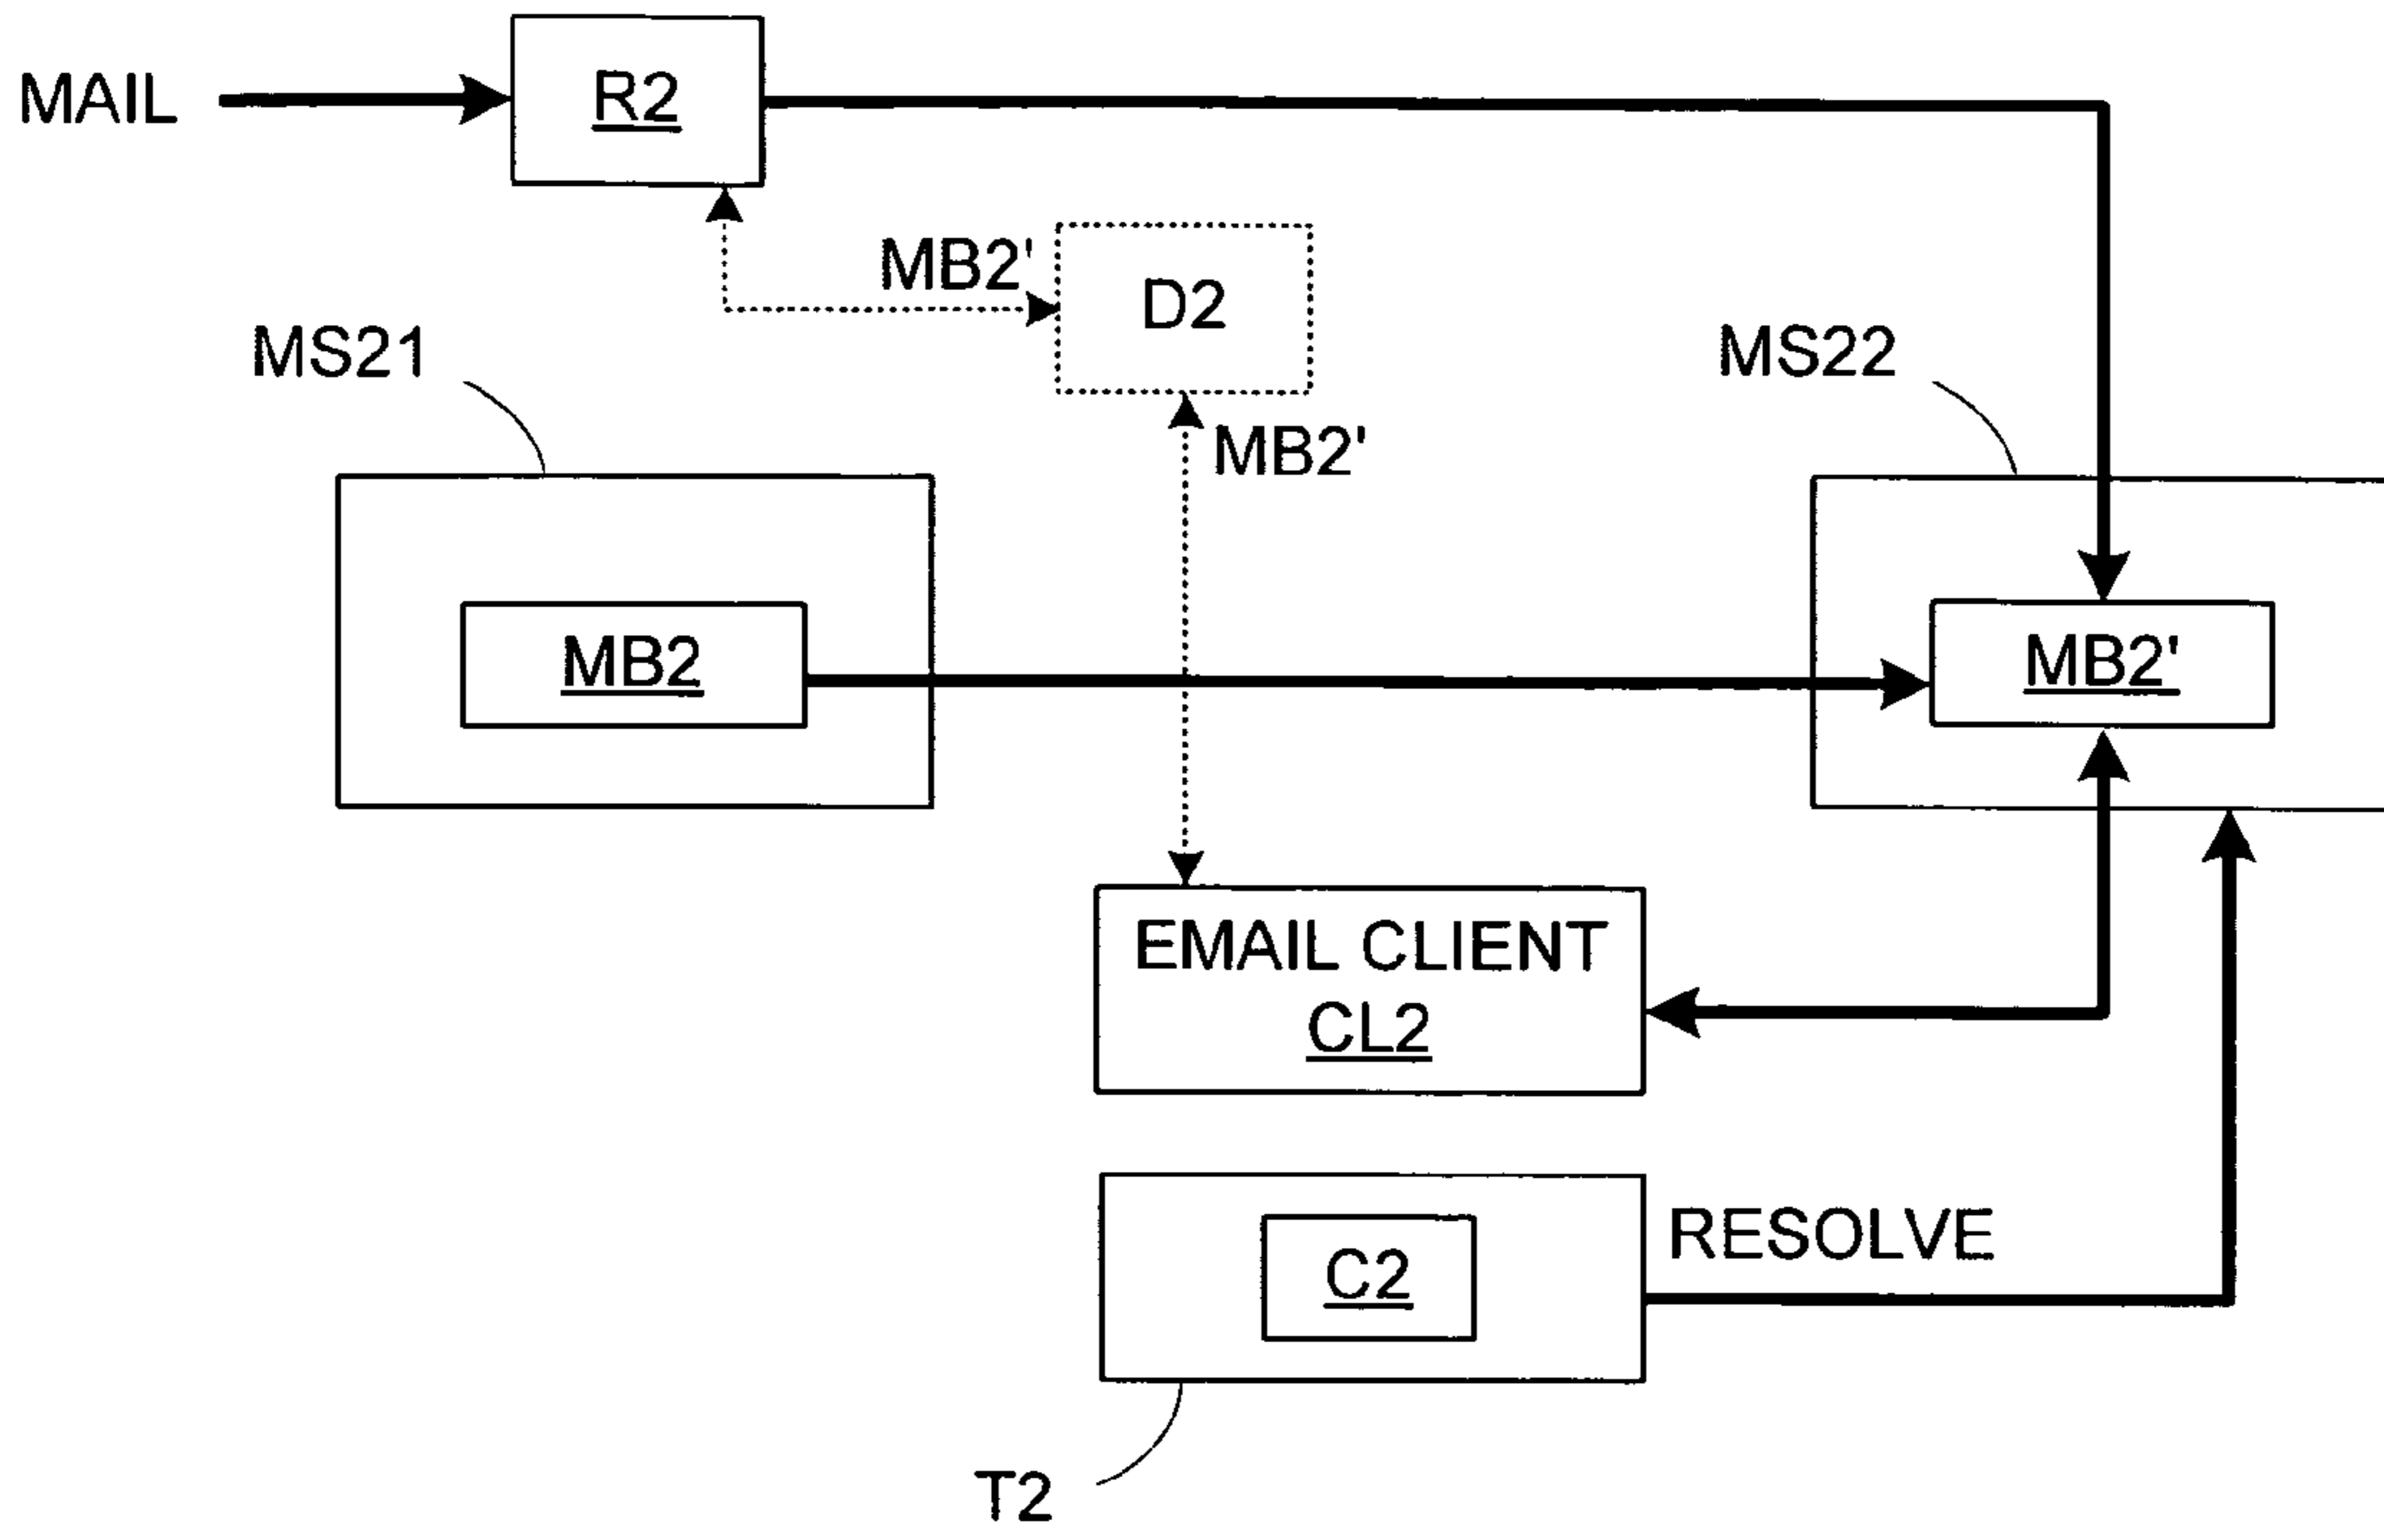 MAIL
R2
MB2'
D2
MS21
MS22
MB2'
MB2
MB2'
EMAIL CLIENT
CL2
RESOLVE
C2
T2